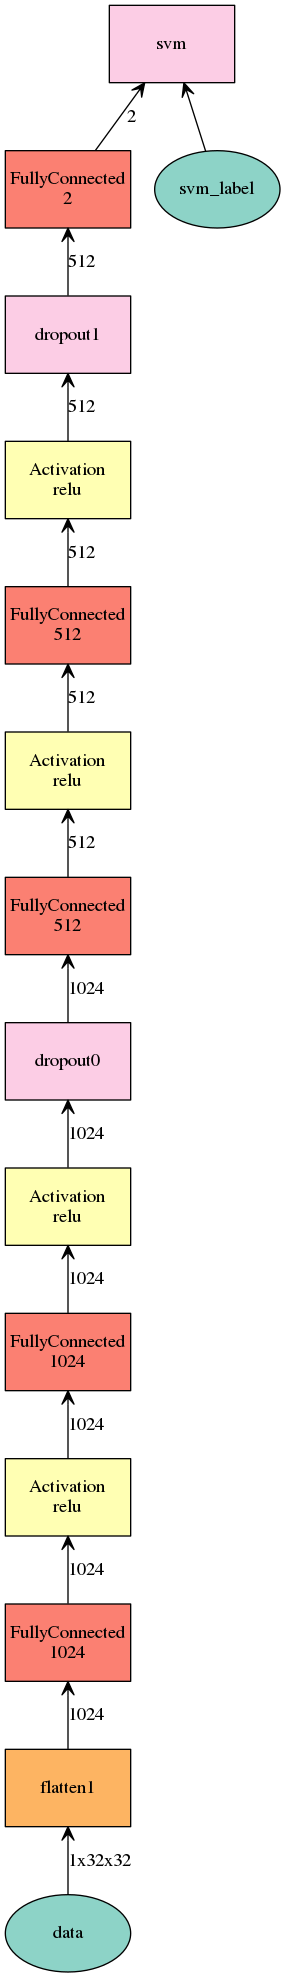 svm
2
FullyConnected
2
svm_label
512
dropout1
512
Activation
relu
512
FullyConnected
512
512
Activation
relu
512
FullyConnected
512
1024
dropout0
1024
Activation
relu
1024
FullyConnected
1024
1024
Activation
relu
1024
FullyConnected
1024
1024
flatten1
1x32x32
data